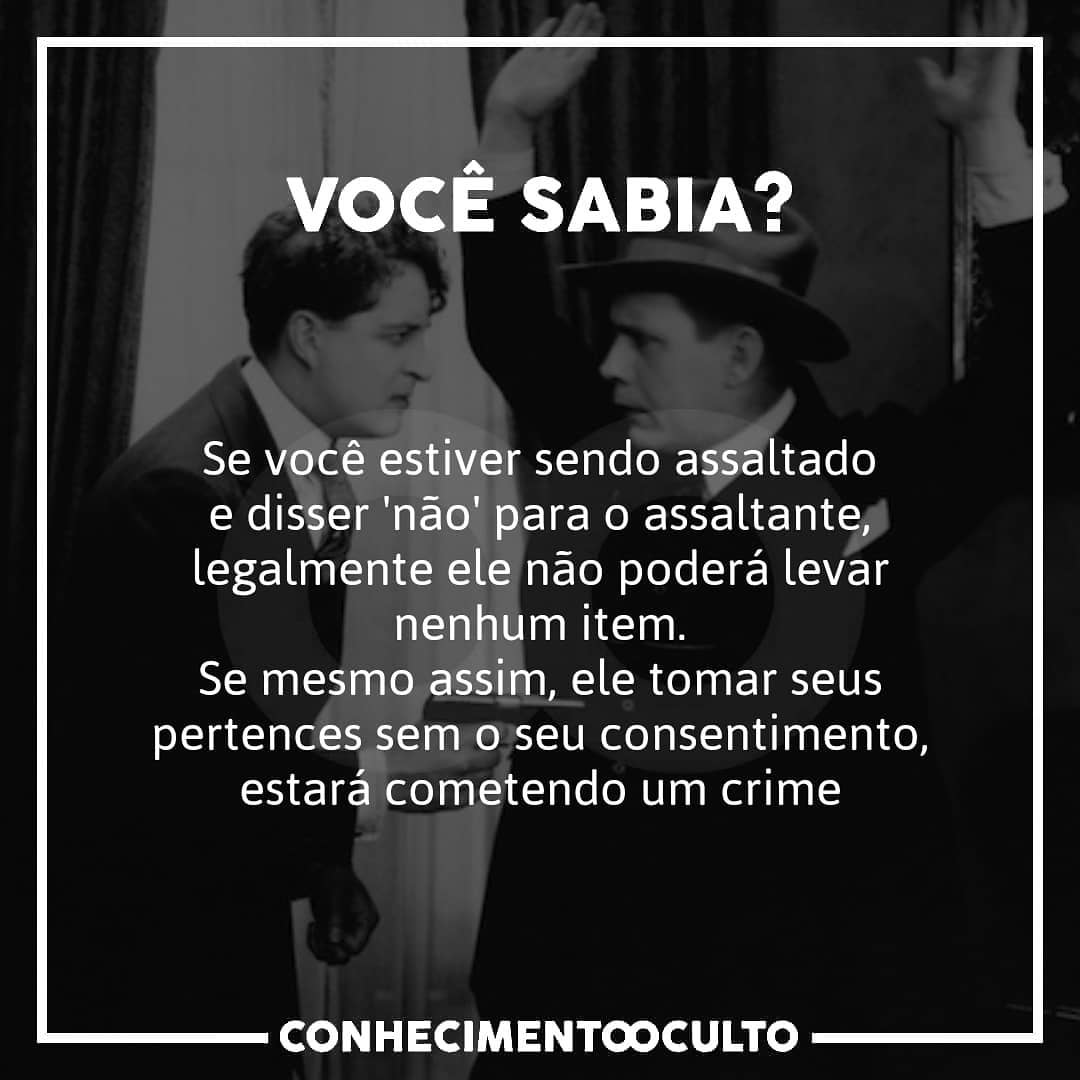 VOCÊ SABIA?
Se você estiver sendo assaltado
e disser 'não' para o assaltante,
legalmente ele não poderá levar
nenhum item.
Se mesmo assim, ele tomar seus
pertences sem o seu consentimento,
estará cometendo um crime
CONHECIMENTOOCULTO